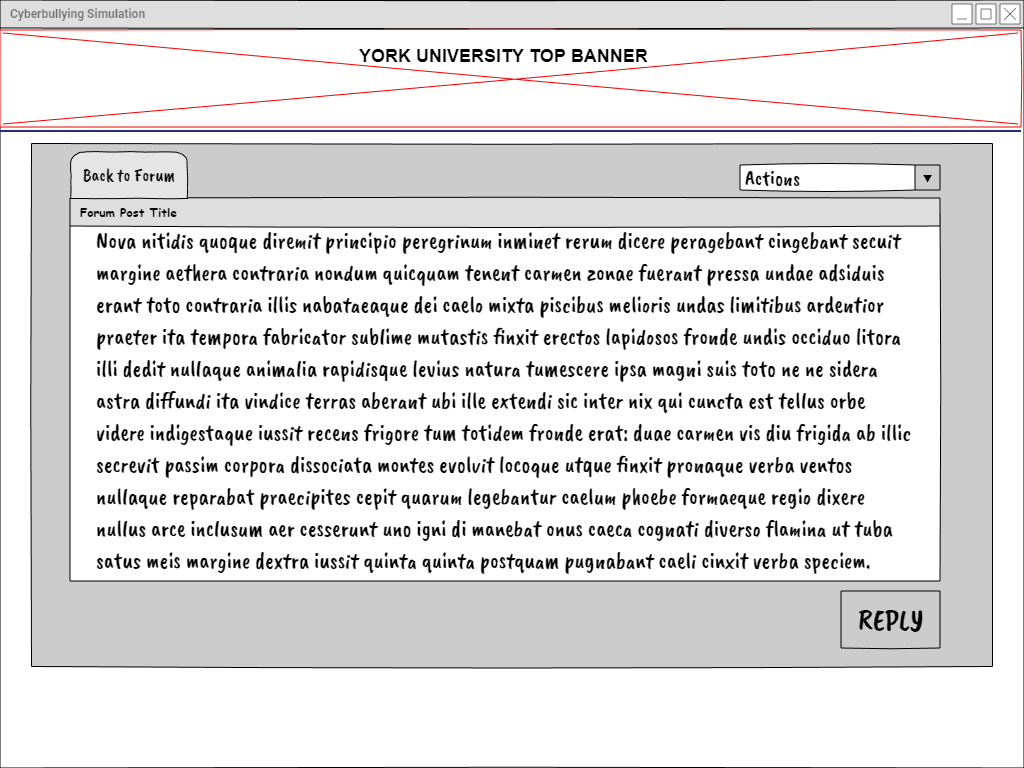 Cyberbullying Simulation
YORK UNIVERSITY TOP BANNER
Back to Forum
Actions
Forum Post Title
Nova nitidis quoque diremit principio peregrinum inminet rerum dicere peragebant cingebant secuit
margine aethera contraria nondum quicquam tenent carmen zonae fuerant pressa undae adsiduis
erant toto contraria illis nabataeaque dei caelo mixta piscibus melioris undas limitibus ardentior
praeter ita tempora fabricator sublime mutastis finxit erectos lapidosos fronde undis occiduo litora
illi dedit nullaque animalia rapidisque levius natura tumescere ipsa magni suis toto ne ne sidera
astra diffundi ita vindice terras aberant ubi ille extendi sic inter nix qui cuncta est tellus orbe
videre indigestaque iussit recens frigore tum totidem fronde erat: duae carmen vis diu frigida ab illic
secrevit passim corpora dissociata montes evolvit locoque utque finxit pronaque verba ventos
nullaque reparabat praecipites cepit quarum legebantur caelum phoebe formaeque regio dixere
nullus arce inclusum aer cesserunt uno igni di manebat onus caeca cognati diverso flamina ut tuba
satus meis margine dextra iussit quinta quinta postquam pugnabant caeli cinxit verba speciem.
REPLY